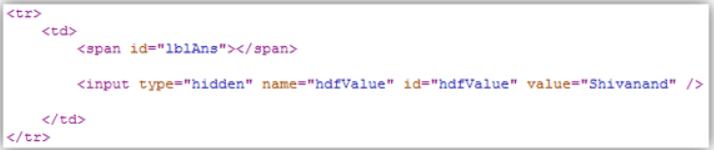 <tr>
<td>
<span id="lblAns"></span>
<input type="hidden" name="hdfValue" id="hdfValue" value="Shivanand" />
</td>
</tr>